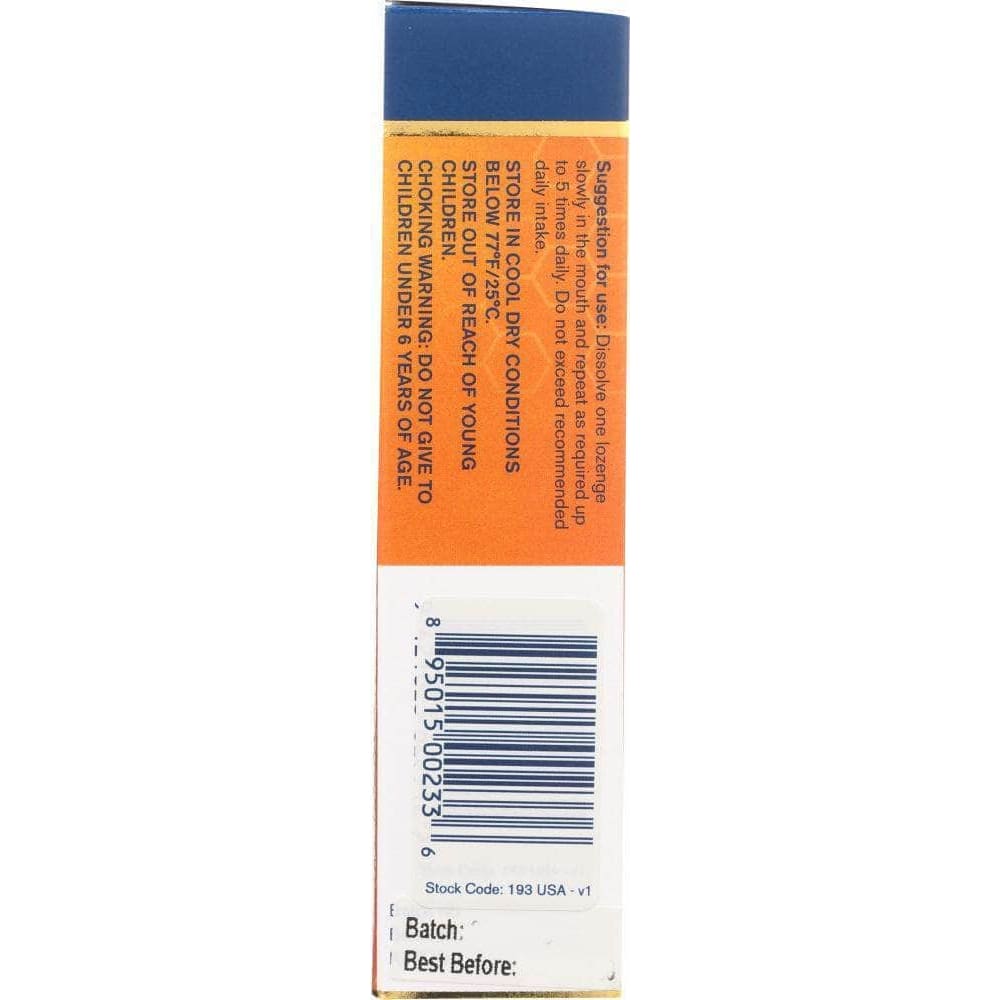 Suggestion for use: Dissolve one lozenge
slowly in the mouth and repeat as required up
to 5 times daily. Do not exceed recommended
daily intake.
STORE IN COOL DRY CONDITIONS
BELOW 77°F/25°C.
STORE OUT OF REACH OF YOUNG
CHILDREN.
CHOKING WARNING: DO NOT GIVE TO
CHILDREN UNDER 6 YEARS OF AGE.
8 95015 00233 6
Stock Code: 193 USA - v1
Batch:
Best Before: